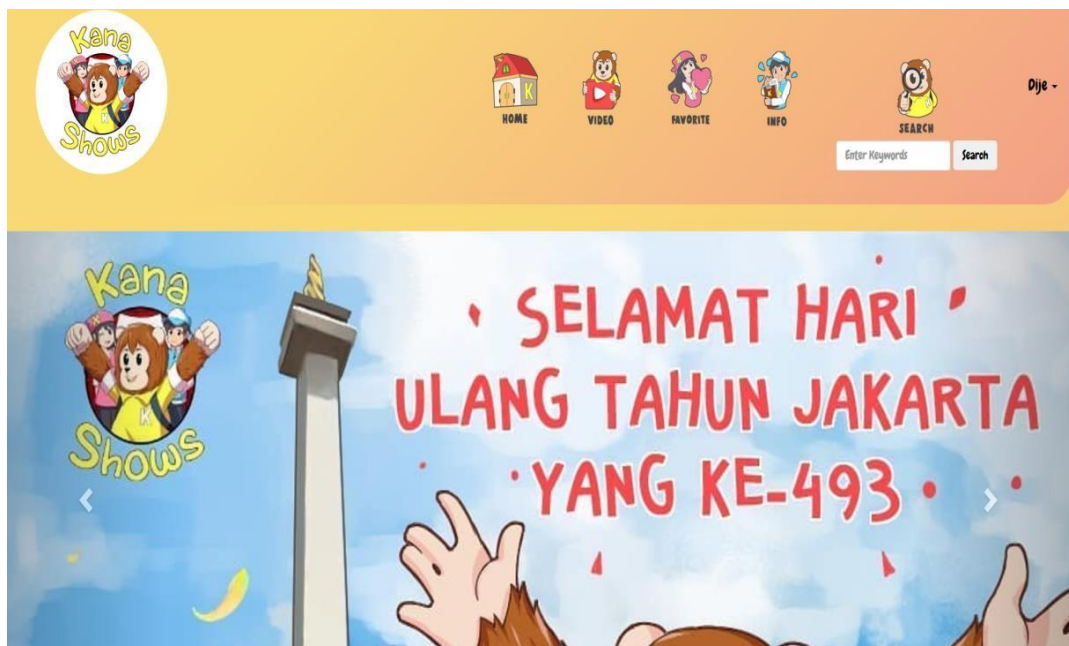 Kana
Shows
K
HOME
VIDEO
FAVORITE
INFO
SEARCH
Dije
Enter Keywords
Search
Kana
K
Shows
SELAMAT HARI
ULANG TAHUN JAKARTA
YANG KE-493